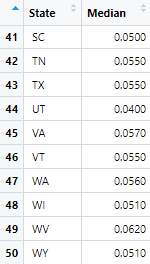 State Median
41 SC 0.0500
42 TN 0.0550
43 TX 0.0550
44 UT 0.0400
45 VA 0.0570
46 VT 0.0550
47 WA 0.0560
48 WI 0.0510
49 WV 0.0620
50 WY 0.0510